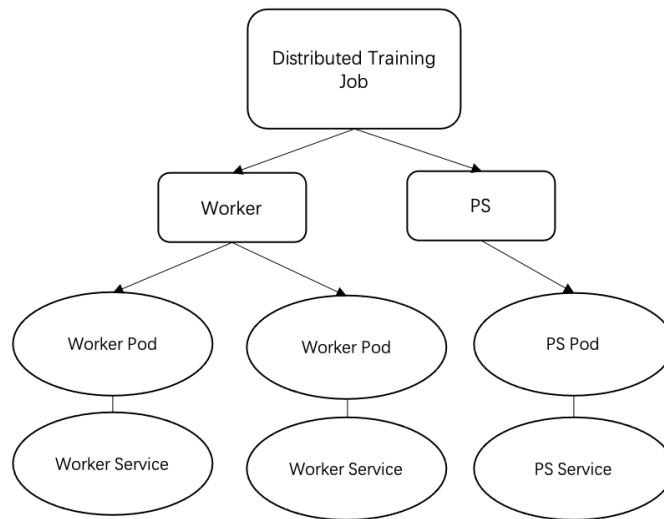 Distributed Training
Job
Worker
PS
Worker Pod
Worker Pod
PS Pod
Worker Service
Worker Service
PS Service